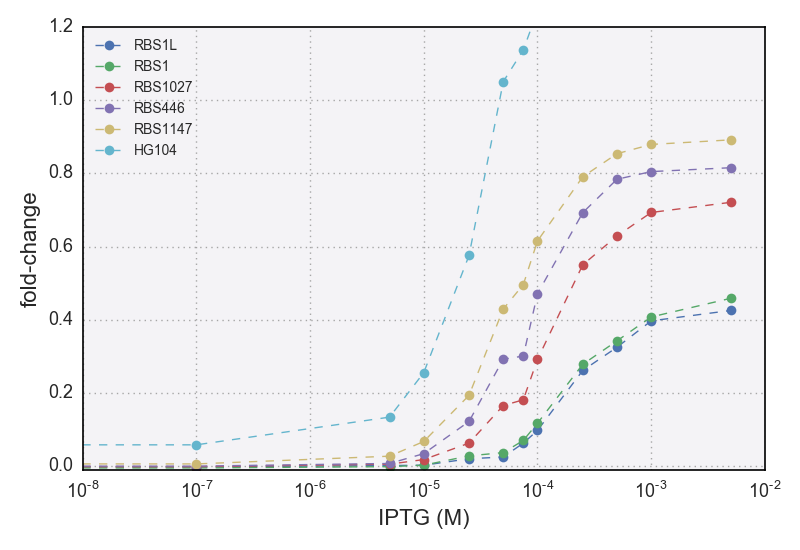 1.2
1.0
0.8
0.6
0.4
0.2
0.0
fold-change
RBS1L
RBS1
RBS1027
RBS446
RBS1147
HG104
10⁻⁸ 10⁻⁷ 10⁻⁶ 10⁻⁵ 10⁻⁴ 10⁻³ 10⁻²
IPTG (M)